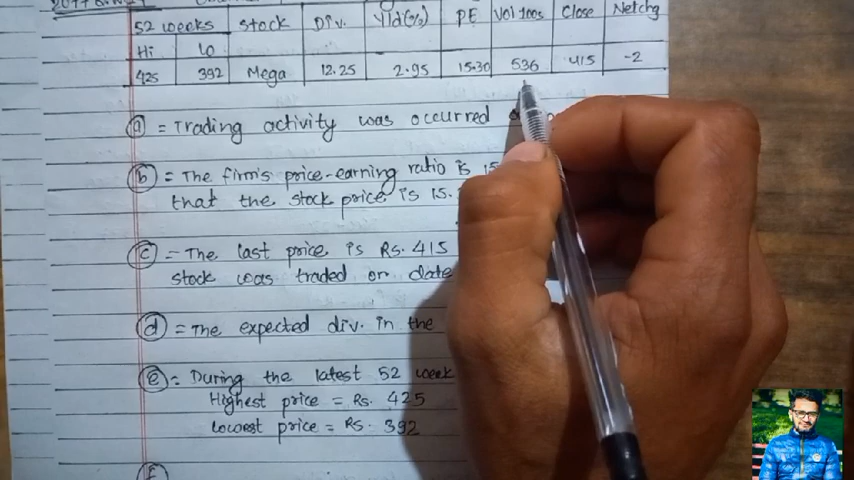 52 weeks Stock Div. Yld(%) PE Vol 100s Close Netchg
Hi Lo
425 392 Mega 12.25 2.95 15.30 536 415 -2
(a) = Trading activity was occurred
(b) = The firm's price-earning ratio is 15
that the stock price is 15.
(c) = The last price is Rs. 415
stock was traded on date
(d) = The expected div. in the
(e) = During the latest 52 week
Highest price = Rs. 425
Lowest price = Rs. 392
(f)